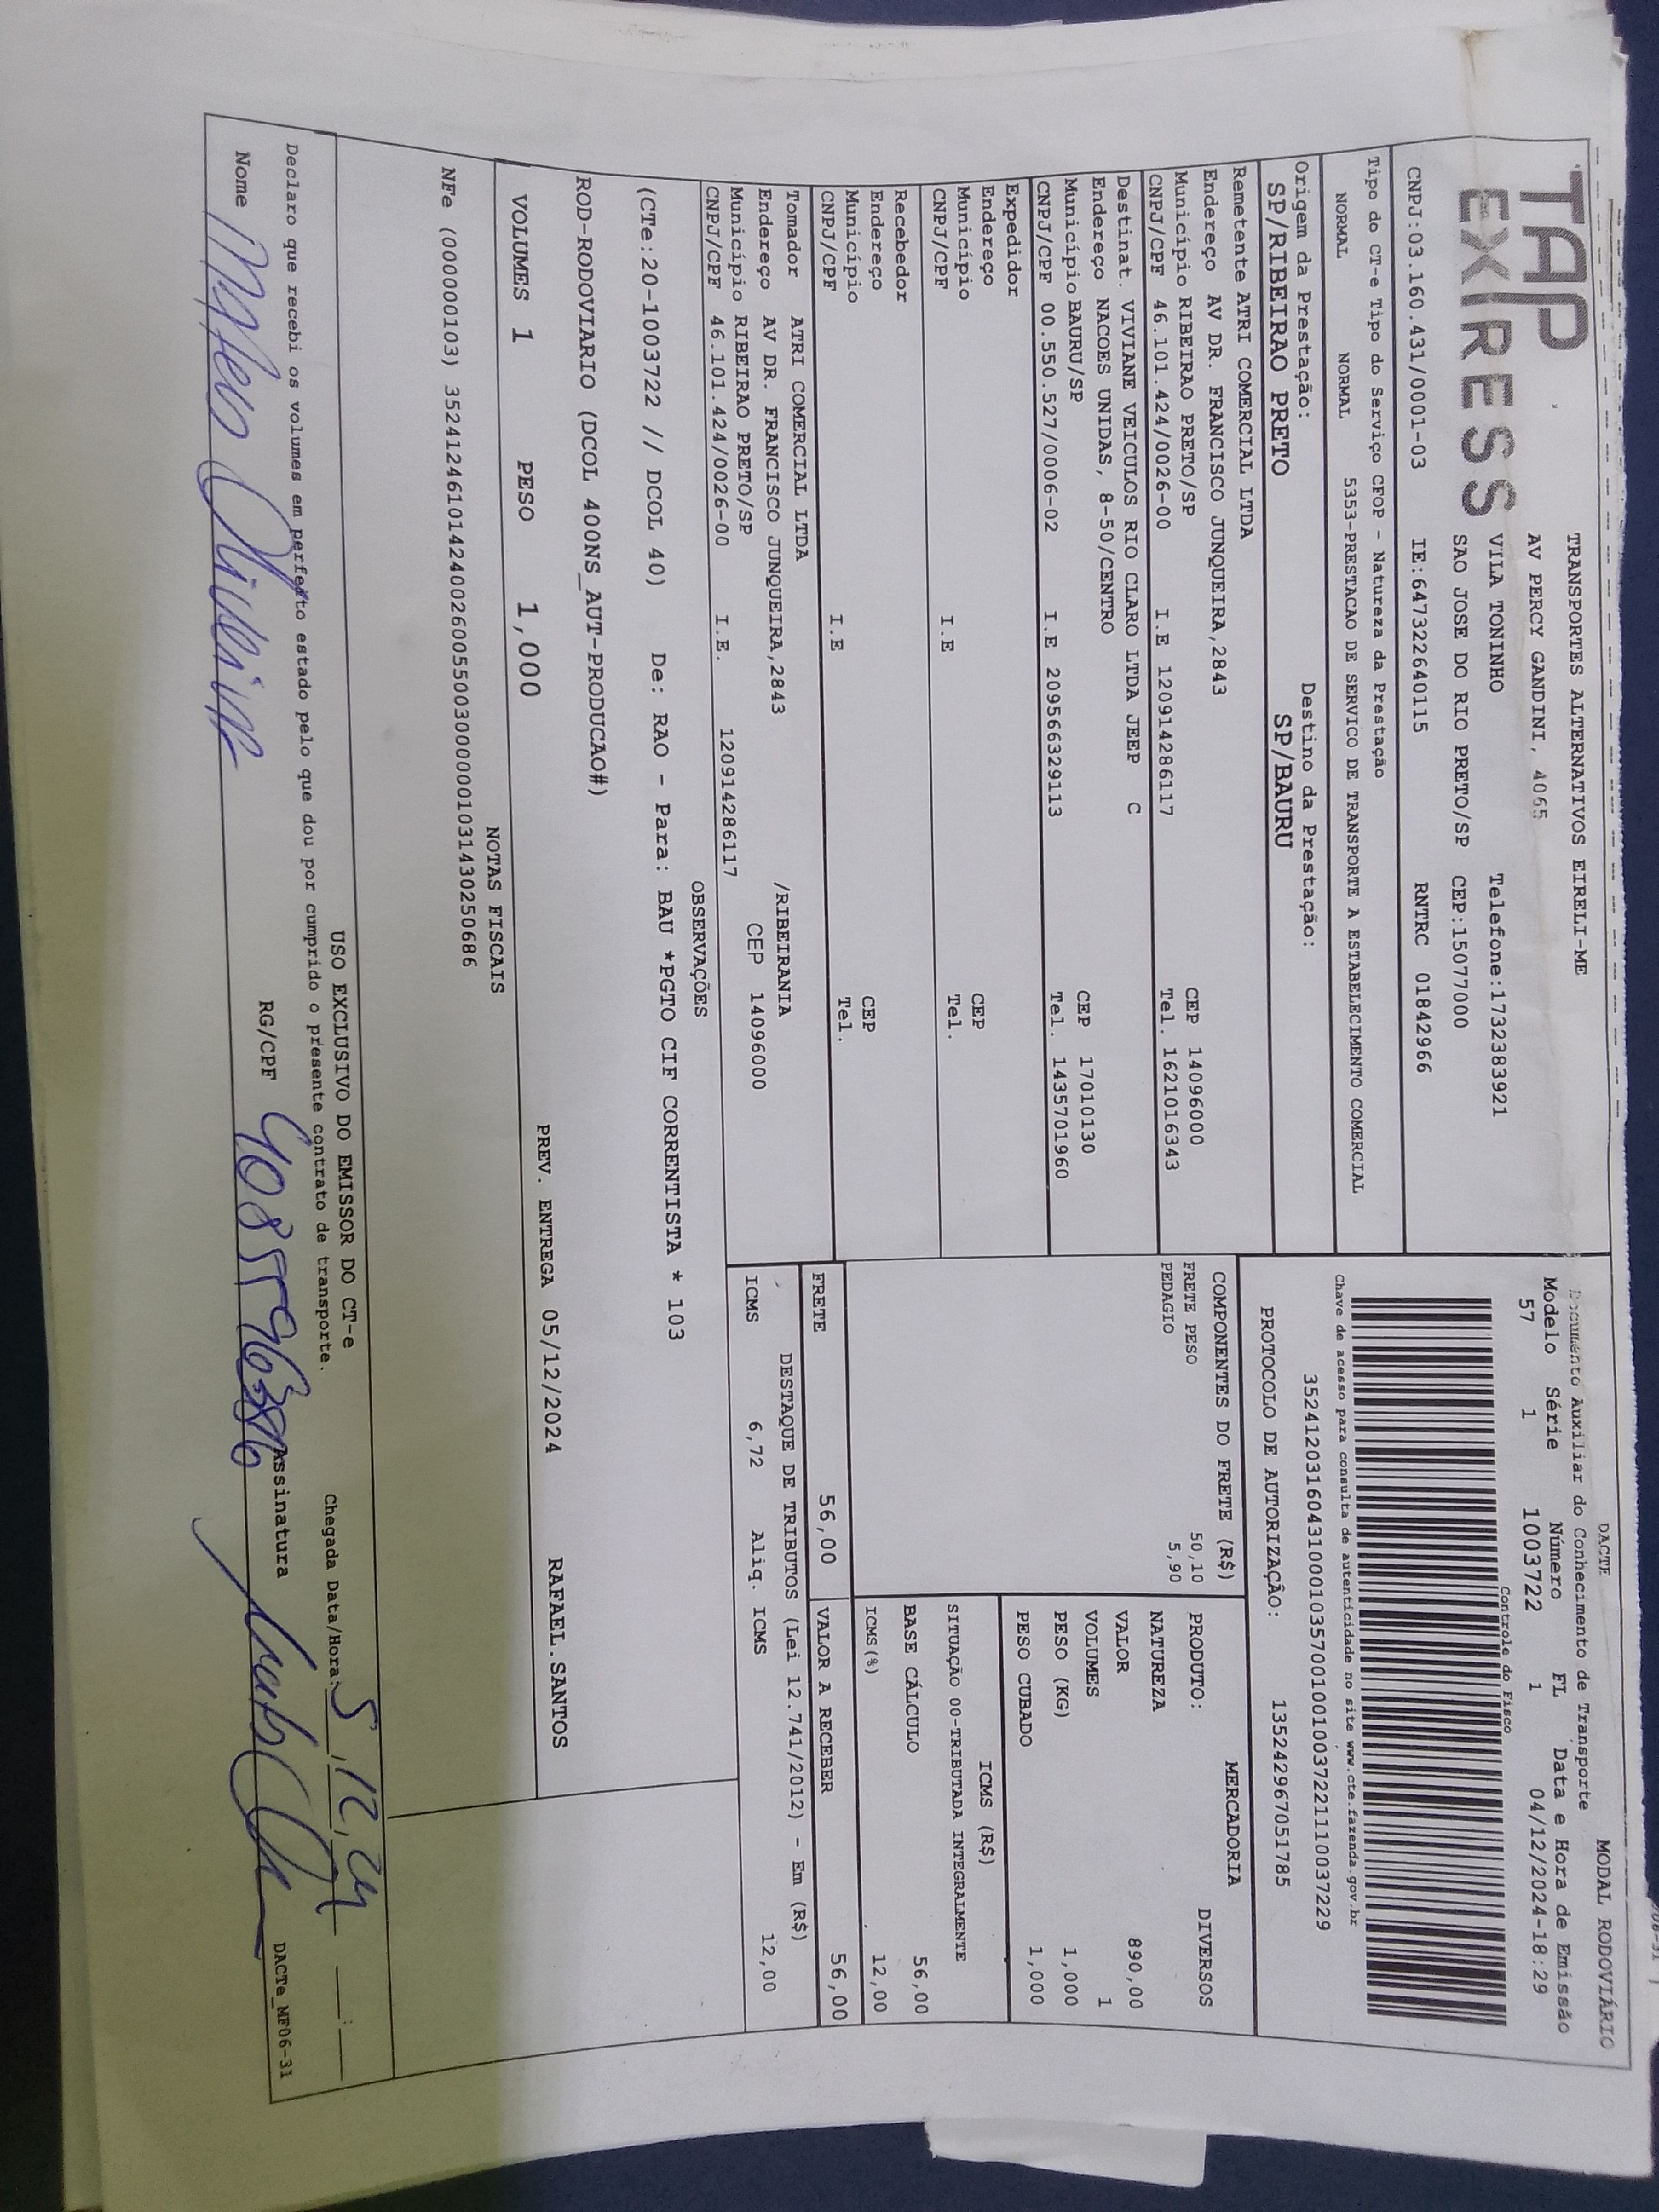 TAP
EXPRESS
TRANSPORTES ALTERNATIVOS EIRELI-ME
AV PERCY GANDINI, 4065
VILA TONINHO Telefone:1732383921
SAO JOSE DO RIO PRETO/SP CEP:15077000
CNPJ:03.160.431/0001-03 IE:647322640115 RNTRC 01842966
DACTE MODAL RODOVIÁRIO
Documento Auxiliar do Conhecimento de Transporte
Modelo Série Número FL Data e Hora de Emissão
57 1 1003722 1 04/12/2024-18:29
Controle do Fisco
Chave de acesso para consulta de autenticidade no site www.cte.fazenda.gov.br
35241203160431000103570010010037221110037229
PROTOCOLO DE AUTORIZAÇÃO: 135242967051785
Tipo do CT-e Tipo do Serviço CFOP - Natureza da Prestação
NORMAL NORMAL 5353-PRESTACAO DE SERVICO DE TRANSPORTE A ESTABELECIMENTO COMERCIAL
Origem da Prestação: Destino da Prestação:
SP/RIBEIRAO PRETO SP/BAURU
Remetente ATRI COMERCIAL LTDA
Endereço AV DR. FRANCISCO JUNQUEIRA,2843
Município RIBEIRAO PRETO/SP CEP 14096000
CNPJ/CPF 46.101.424/0026-00 I.E 120914286117 Tel. 1621016343
Destinat. VIVIANE VEICULOS RIO CLARO LTDA JEEP C
Endereço NACOES UNIDAS, 8-50/CENTRO
Município BAURU/SP CEP 17010130
CNPJ/CPF 00.550.527/0006-02 I.E 209566329113 Tel. 1435701960
Expedidor
Endereço
Município CEP
CNPJ/CPF I.E Tel.
Recebedor
Endereço
Município CEP
CNPJ/CPF I.E Tel.
Tomador ATRI COMERCIAL LTDA
Endereço AV DR. FRANCISCO JUNQUEIRA,2843 /RIBEIRANIA
Município RIBEIRAO PRETO/SP CEP 14096000
CNPJ/CPF 46.101.424/0026-00 I.E. 120914286117
COMPONENTES DO FRETE (R$)
FRETE PESO 50,10
PEDAGIO 5,90
MERCADORIA
PRODUTO: DIVERSOS
NATUREZA
VALOR 890,00
VOLUMES 1
PESO (KG) 1,000
PESO CUBADO 1,000
ICMS (R$)
SITUAÇÃO 00-TRIBUTADA INTEGRALMENTE
BASE CÁLCULO 56,00
ICMS(%) 12,00
FRETE 56,00 VALOR A RECEBER 56,00
DESTAQUE DE TRIBUTOS (Lei 12.741/2012) - Em (R$)
ICMS 6,72 Aliq. ICMS 12,00
OBSERVAÇÕES
(CTe:20-1003722 // DCOL 40) De: RAO - Para: BAU *PGTO CIF CORRENTISTA * 103
ROD-RODOVIARIO (DCOL 400NS_AUT-PRODUCAO#)
VOLUMES 1 PESO 1,000 PREV. ENTREGA 05/12/2024 RAFAEL.SANTOS
NOTAS FISCAIS
NFe (000000103) 35241246101424002600550030000001031430250686
USO EXCLUSIVO DO EMISSOR DO CT-e
Declaro que recebi os volumes em perfeito estado pelo que dou por cumprido o presente contrato de transporte.
Chegada Data/Hora: 5,12,24 __:__
Nome RG/CPF Assinatura
DACTe_MF06-31